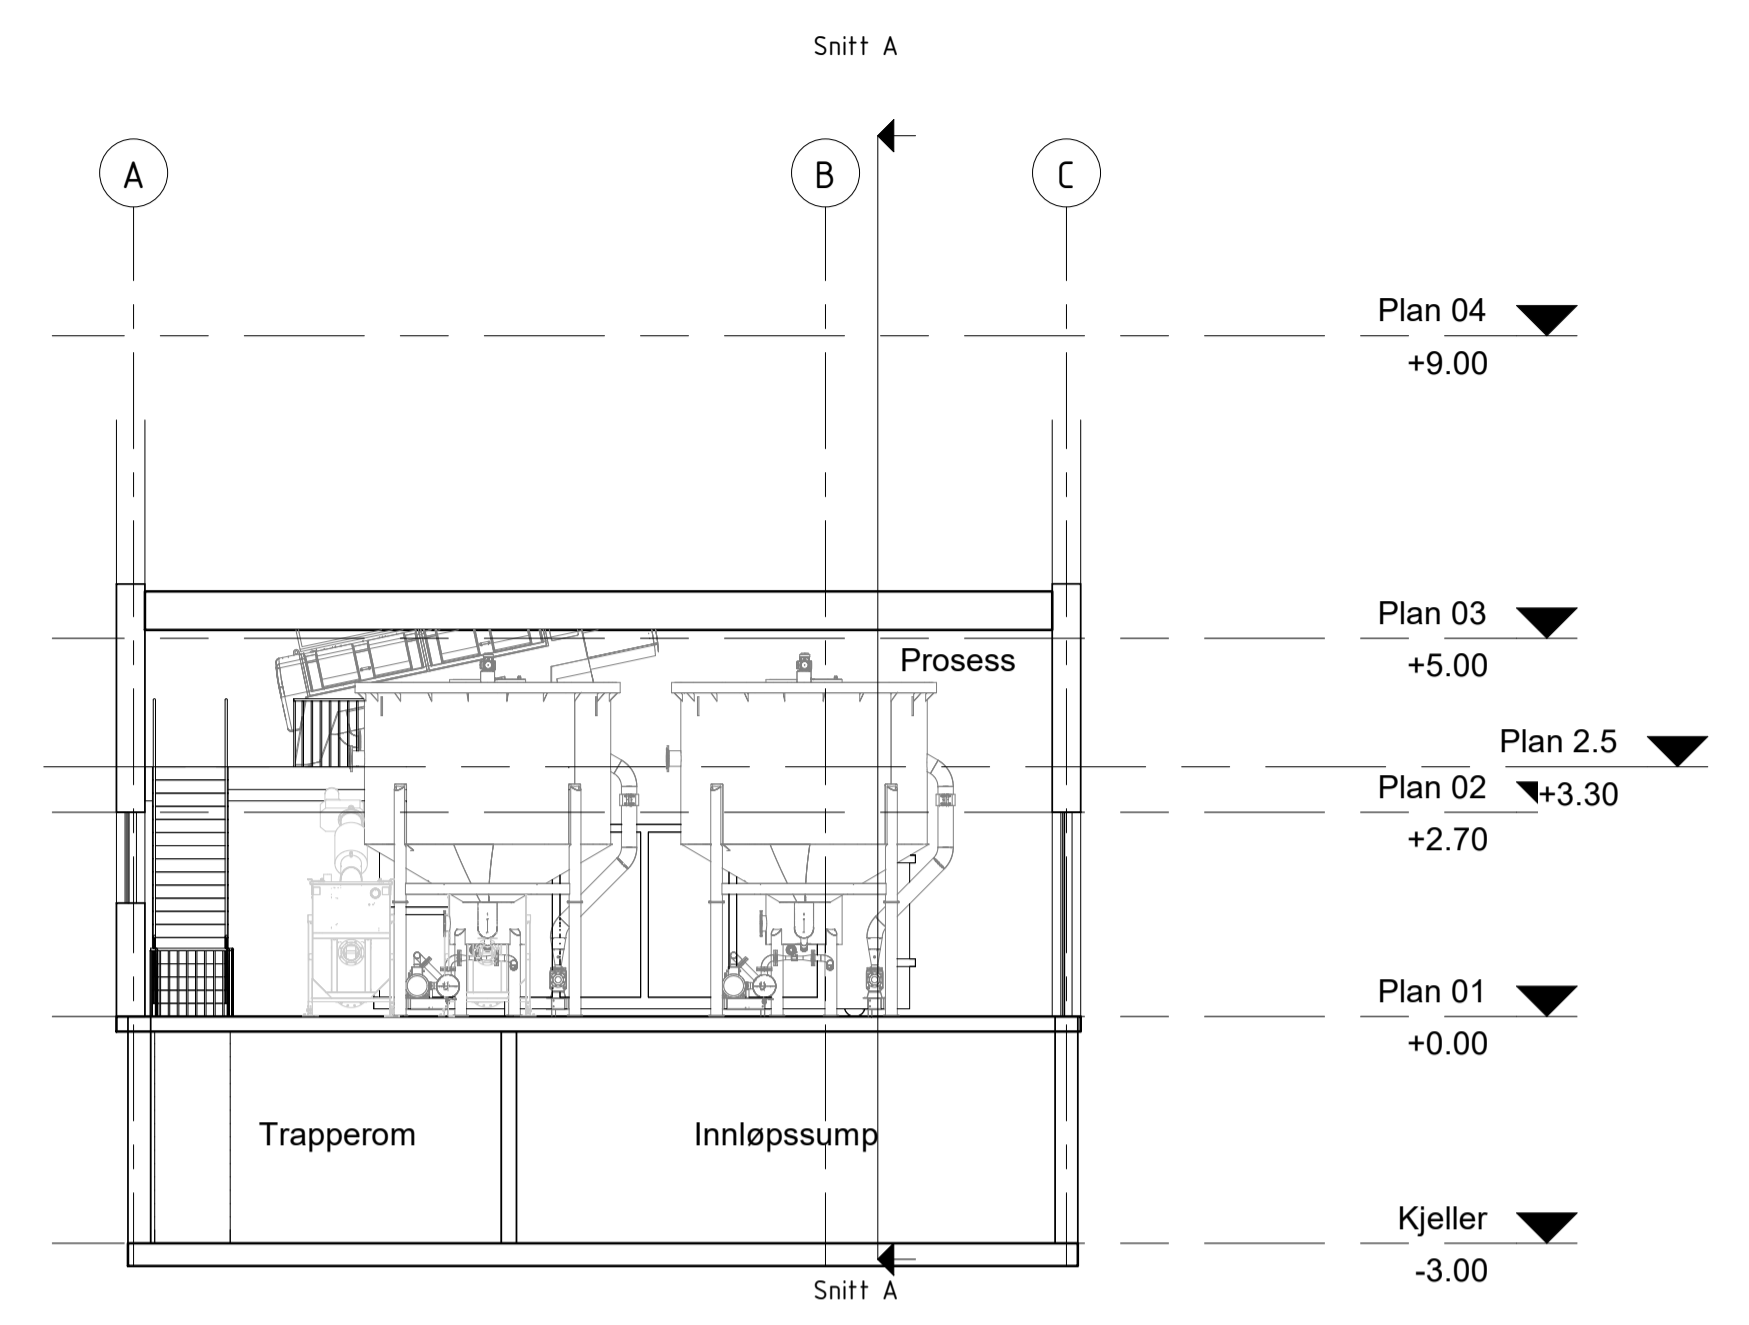 Snitt A
A
B
C
Plan 04
+9.00
Plan 03
+5.00
Prosess
Plan 2.5
+3.30
Plan 02
+2.70
Plan 01
+0.00
Trapperom
Innløpssump
Kjeller
-3.00
Snitt A